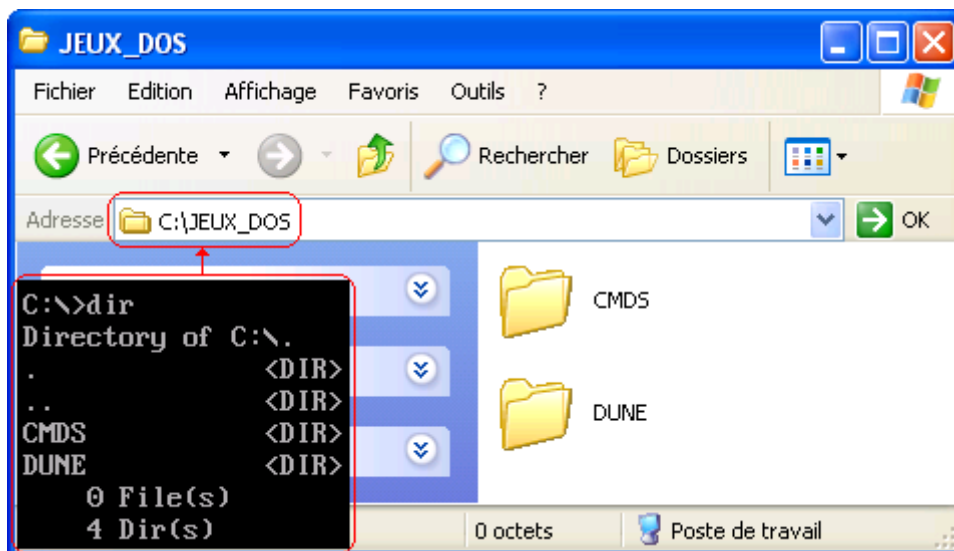 JEUX_DOS
Fichier Edition Affichage Favoris Outils ?
Précédente Rechercher Dossiers
Adresse C:\JEUX_DOS OK
CMDS
DUNE
C:\>dir
Directory of C:\.
. <DIR>
.. <DIR>
CMDS <DIR>
DUNE <DIR>
0 File(s)
4 Dir(s)
0 octets Poste de travail